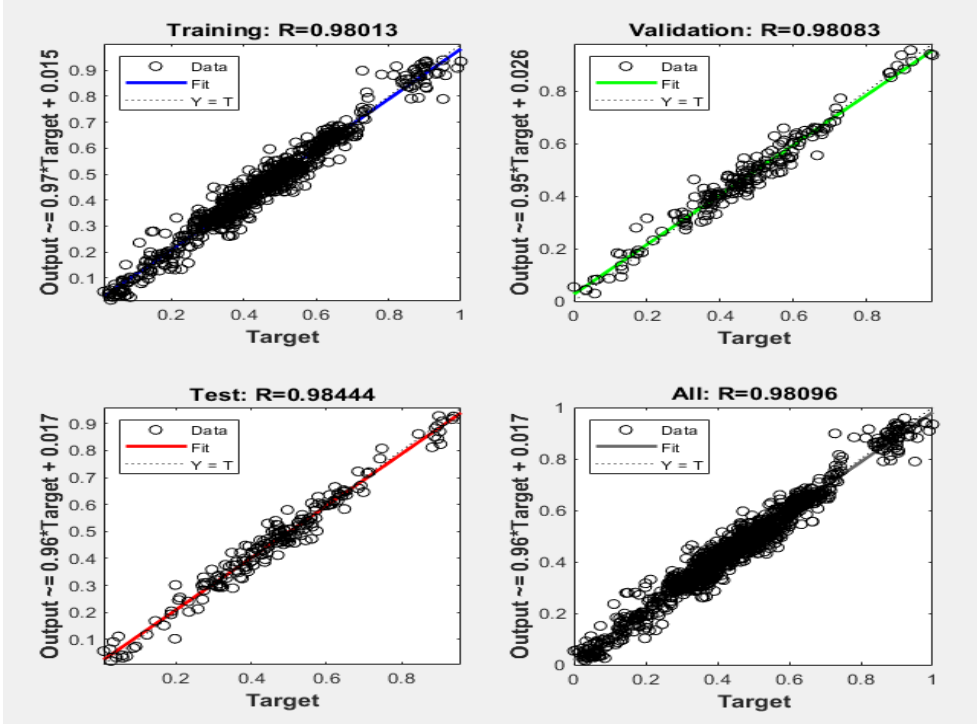 Training: R=0.98013
Output ~= 0.97*Target + 0.015
0.9
0.8
0.7
0.6
0.5
0.4
0.3
0.2
0.1
Data
Fit
Y = T
0.2
0.4
0.6
0.8
1
Target
Validation: R=0.98083
Output ~= 0.95*Target + 0.026
0.8
0.6
0.4
0.2
0
Data
Fit
Y = T
0
0.2
0.4
0.6
0.8
Target
Test: R=0.98444
Output ~= 0.96*Target + 0.017
0.9
0.8
0.7
0.6
0.5
0.4
0.3
0.2
0.1
Data
Fit
Y = T
0.2
0.4
0.6
0.8
Target
All: R=0.98096
Output ~= 0.96*Target + 0.017
1
0.8
0.6
0.4
0.2
0
Data
Fit
Y = T
0
0.2
0.4
0.6
0.8
1
Target